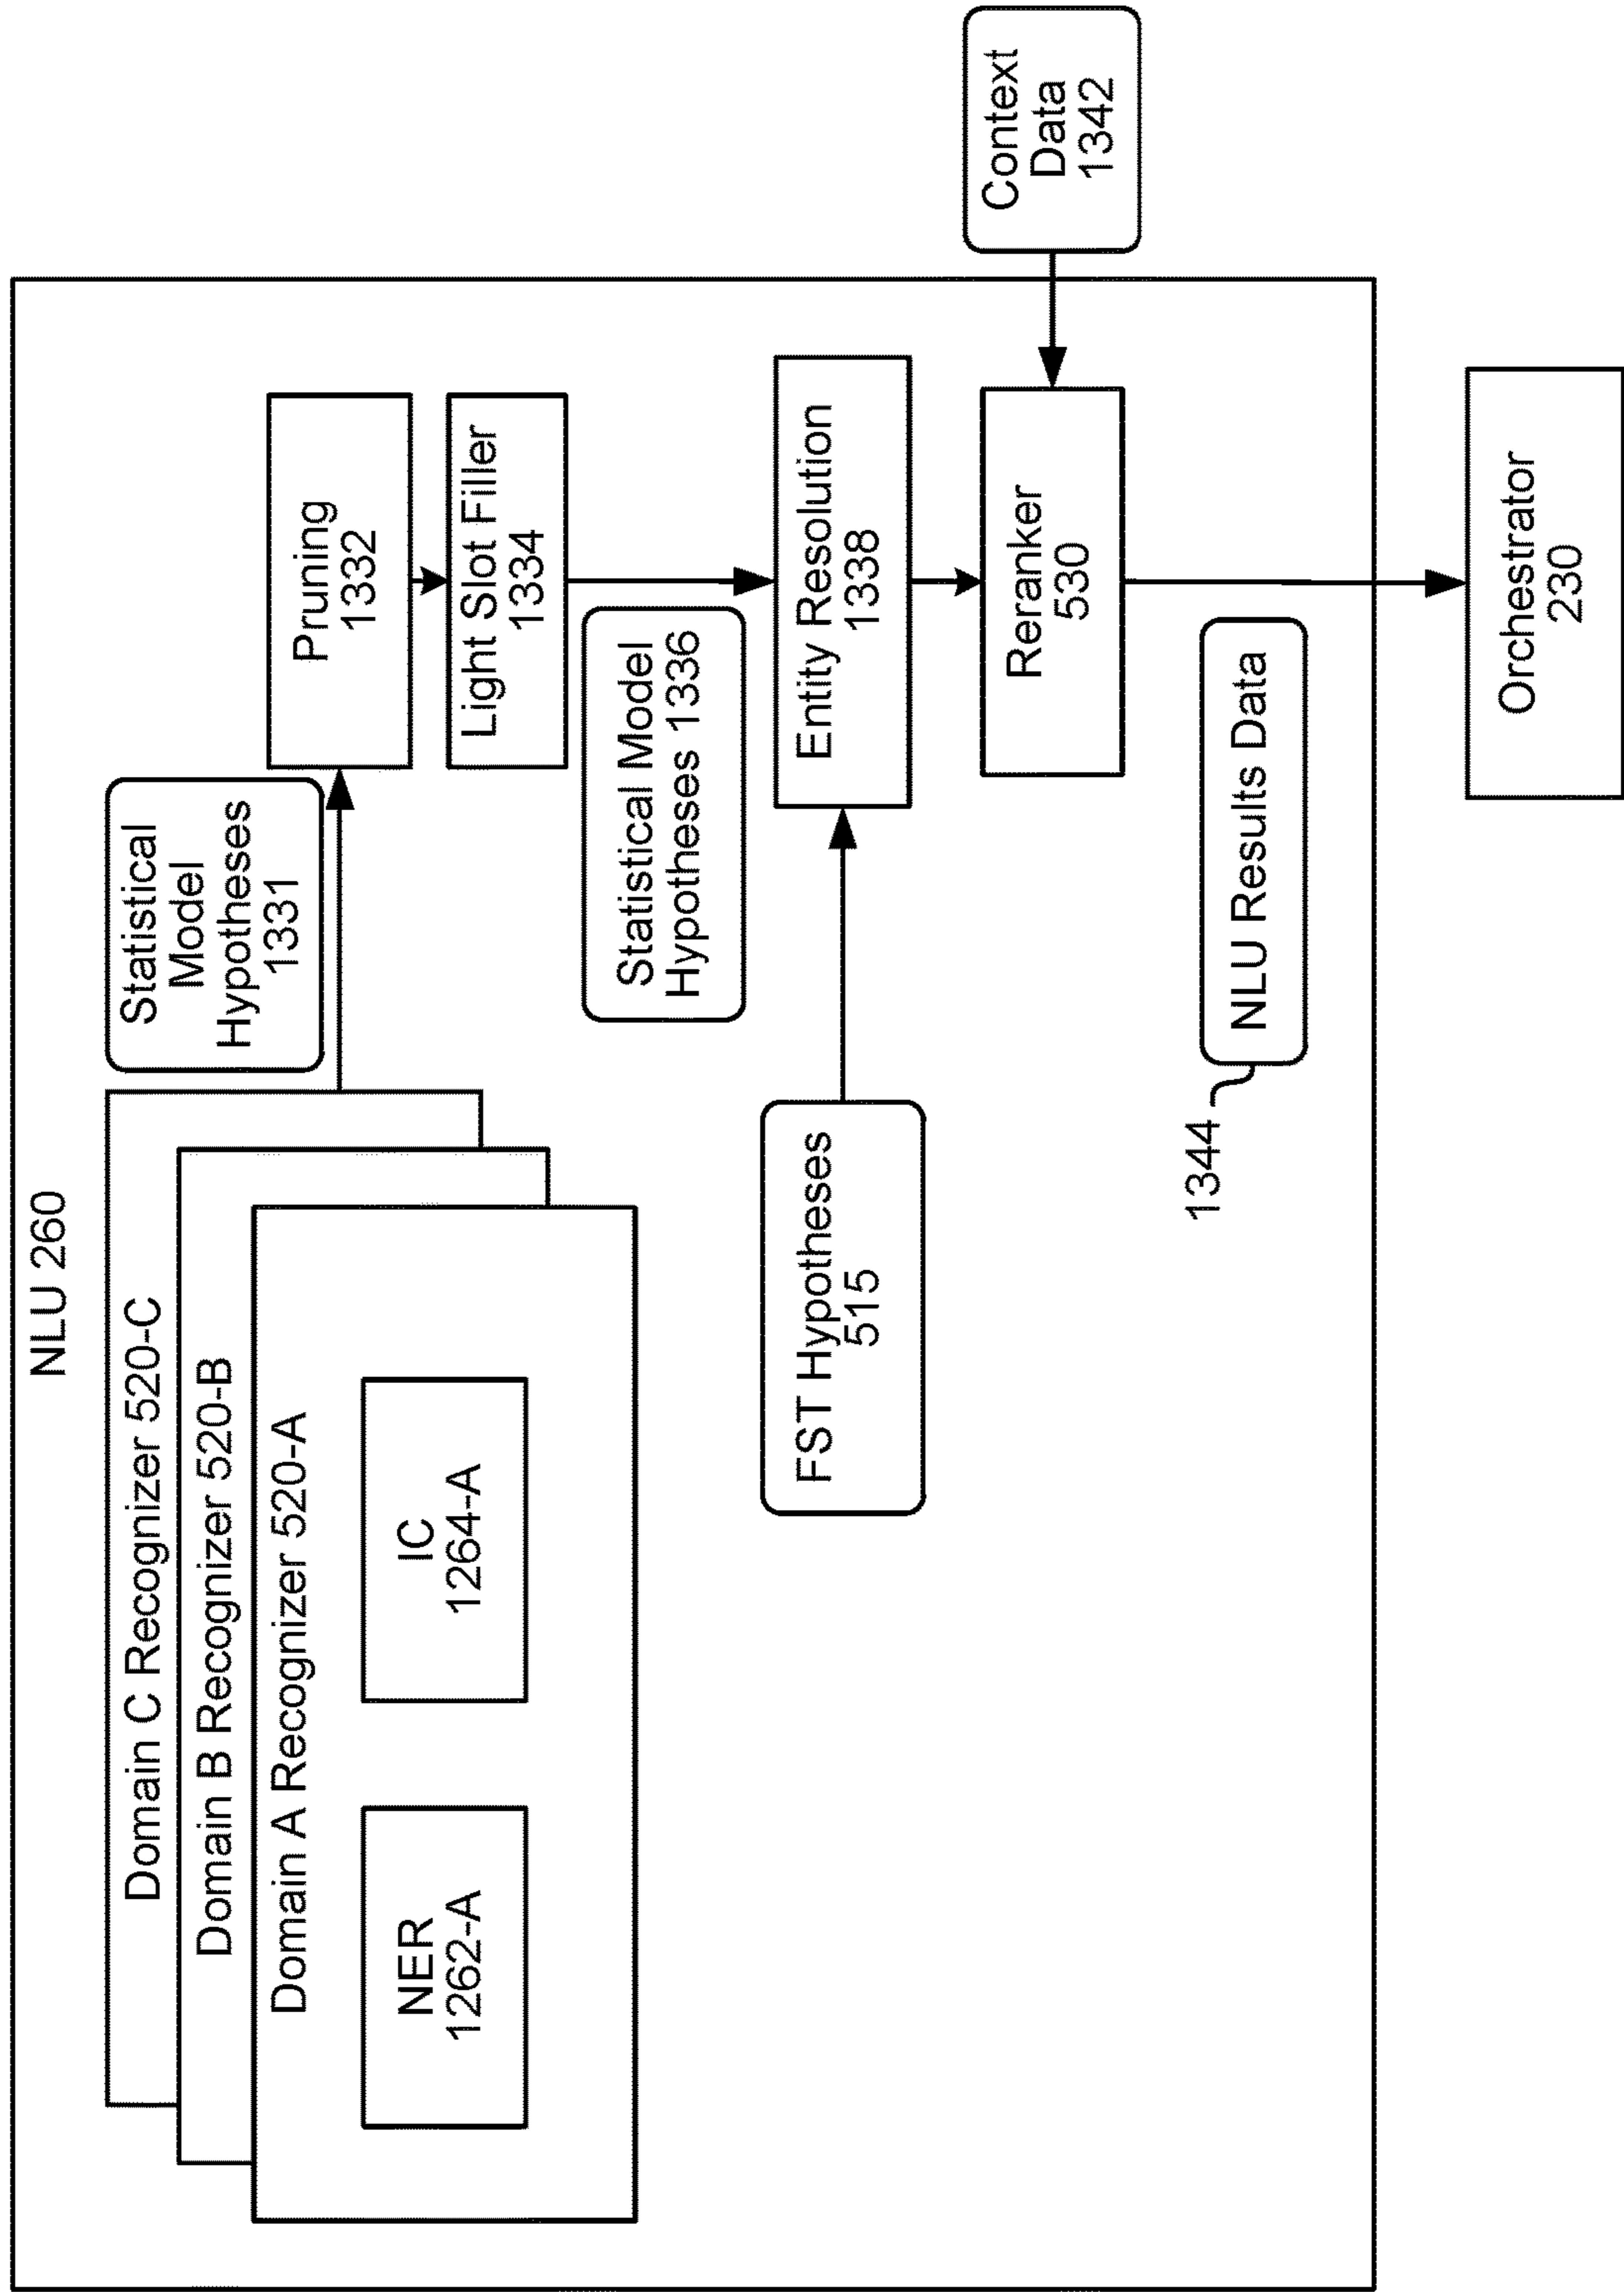 NLU 260
Domain C Recognizer 520-C
Domain B Recognizer 520-B
Domain A Recognizer 520-A
NER
1262-A
IC
1264-A
Statistical
Model
Hypotheses
1331
Pruning
1332
Light Slot Filler
1334
Statistical Model
Hypotheses 1336
FST Hypotheses
515
Entity Resolution
1338
Context
Data
1342
Reranker
530
1344
NLU Results Data
Orchestrator
230